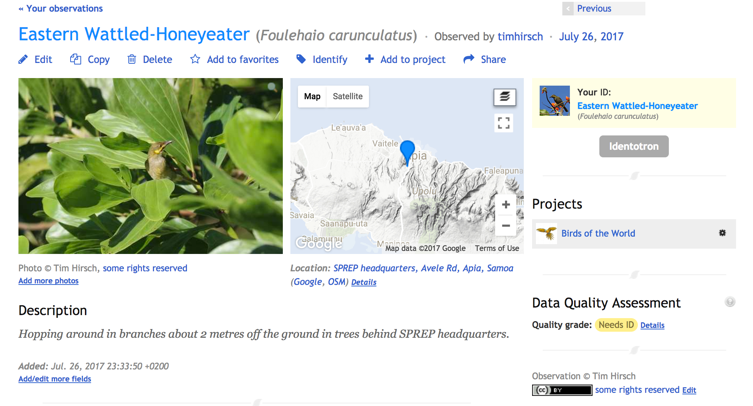 « Your observations
Previous
Eastern Wattled-Honeyeater (Foulehaio carunculatus) · Observed by timhirsch · July 26, 2017
Edit Copy Delete Add to favorites Identify Add to project Share
Map Satellite
Le'auva'a
Vaitele
Apia
Faleapuna
Upolu
Saanapu-uta
Maninoa
Google
Map data ©2017 Google Terms of Use
Photo © Tim Hirsch, some rights reserved
Add more photos
Location: SPREP headquarters, Avele Rd, Apia, Samoa
(Google, OSM) Details
Description
Hopping around in branches about 2 metres off the ground in trees behind SPREP headquarters.
Added: Jul. 26, 2017 23:33:50 +0200
Add/edit more fields
Your ID:
Eastern Wattled-Honeyeater
(Foulehaio carunculatus)
Identotron
Projects
Birds of the World
Data Quality Assessment
Quality grade: Needs ID Details
Observation © Tim Hirsch
(cc) BY some rights reserved Edit